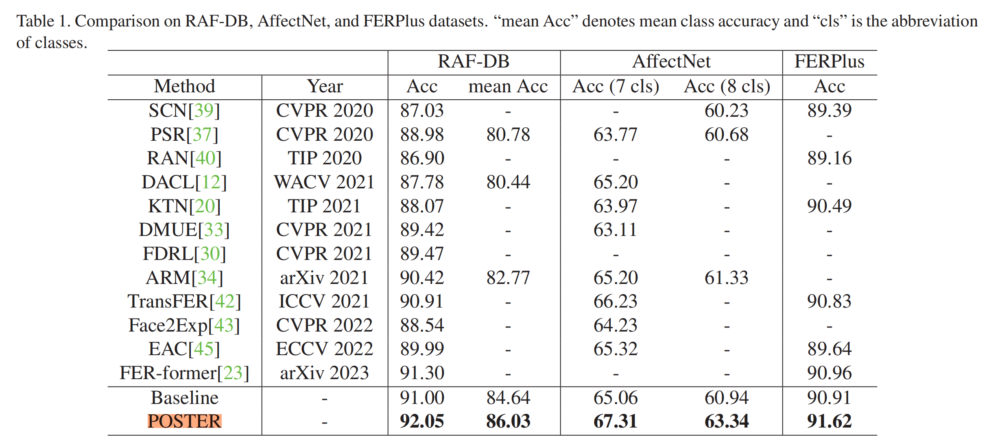 Table 1. Comparison on RAF-DB, AffectNet, and FERPlus datasets. “mean Acc” denotes mean class accuracy and “cls” is the abbreviation
of classes.
RAF-DB AffectNet FERPlus
Method Year Acc mean Acc Acc (7 cls) Acc (8 cls) Acc
SCN[39] CVPR 2020 87.03 - - 60.23 89.39
PSR[37] CVPR 2020 88.98 80.78 63.77 60.68 -
RAN[40] TIP 2020 86.90 - - - 89.16
DACL[12] WACV 2021 87.78 80.44 65.20 - -
KTN[20] TIP 2021 88.07 - 63.97 - 90.49
DMUE[33] CVPR 2021 89.42 - 63.11 - -
FDRL[30] CVPR 2021 89.47 - - - -
ARM[34] arXiv 2021 90.42 82.77 65.20 61.33 -
TransFER[42] ICCV 2021 90.91 - 66.23 - 90.83
Face2Exp[43] CVPR 2022 88.54 - 64.23 - -
EAC[45] ECCV 2022 89.99 - 65.32 - 89.64
FER-former[23] arXiv 2023 91.30 - - - 90.96
Baseline - 91.00 84.64 65.06 60.94 90.91
POSTER - 92.05 86.03 67.31 63.34 91.62